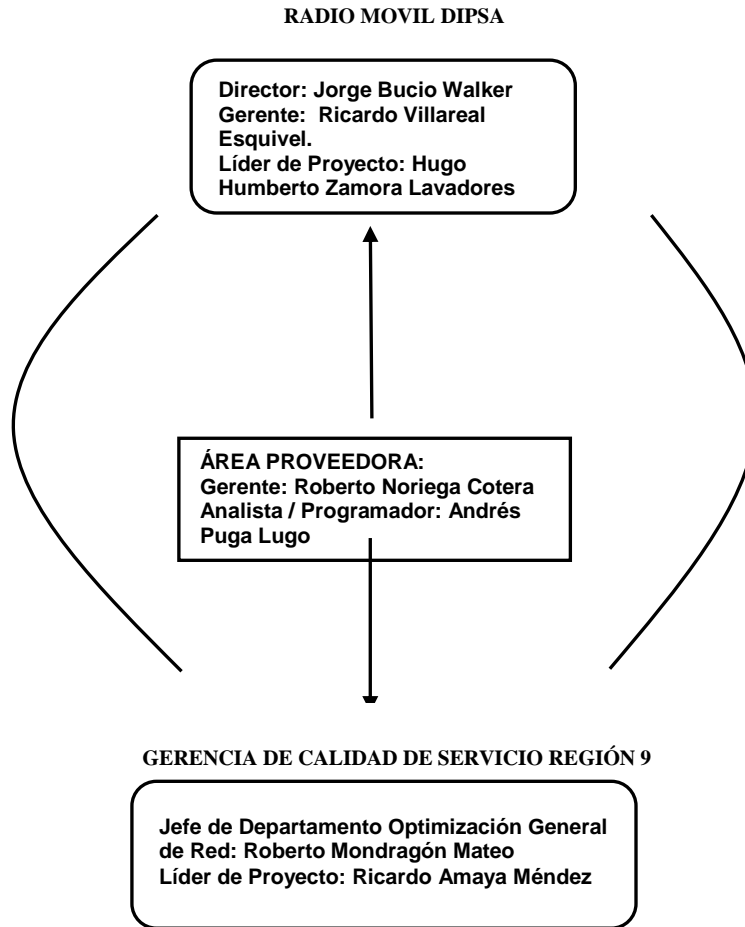 RADIO MOVIL DIPSA
Director: Jorge Bucio Walker
Gerente:  Ricardo Villareal
Esquivel.
Líder de Proyecto: Hugo
Humberto Zamora Lavadores
ÁREA PROVEEDORA:
Gerente: Roberto Noriega Cotera
Analista / Programador: Andrés
Puga Lugo
GERENCIA DE CALIDAD DE SERVICIO REGIÓN 9
Jefe de Departamento Optimización General
de Red: Roberto Mondragón Mateo
Líder de Proyecto: Ricardo Amaya Méndez